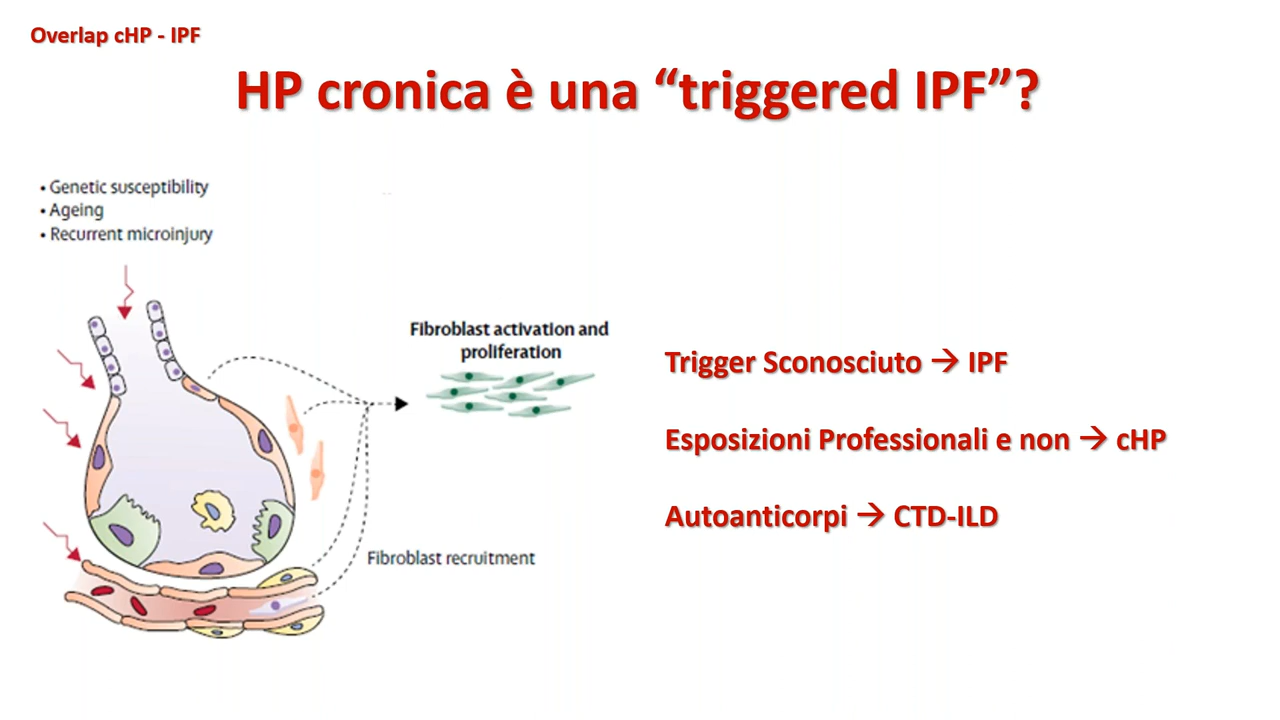 Overlap cHP - IPF
HP cronica è una “triggered IPF”?
• Genetic susceptibility
• Ageing
• Recurrent microinjury
Fibroblast activation and
proliferation
Fibroblast recruitment
Trigger Sconosciuto → IPF
Esposizioni Professionali e non → cHP
Autoanticorpi → CTD-ILD